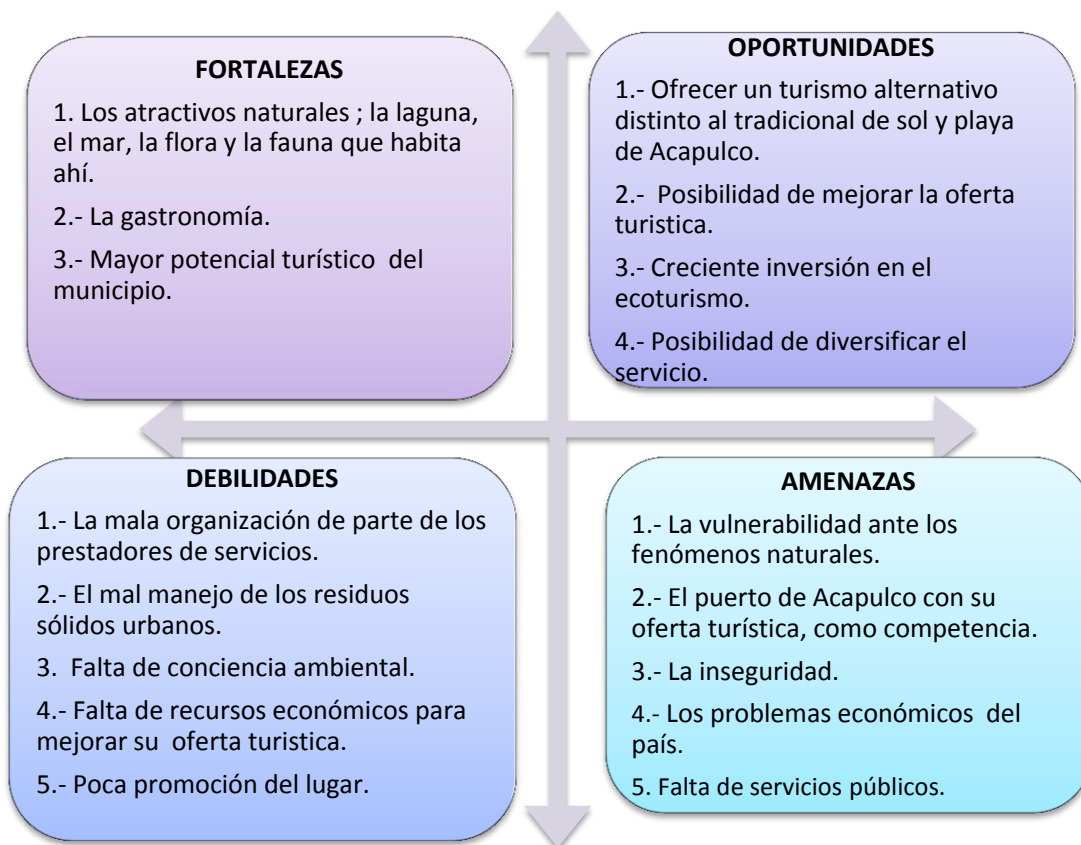 FORTALEZAS
1. Los atractivos naturales ; la laguna,
el mar, la flora y la fauna que habita
ahí.
2.- La gastronomía.
3.- Mayor potencial turístico del
municipio.
OPORTUNIDADES
1.- Ofrecer un turismo alternativo
distinto al tradicional de sol y playa
de Acapulco.
2.- Posibilidad de mejorar la oferta
turistica.
3.- Creciente inversión en el
ecoturismo.
4.- Posibilidad de diversificar el
servicio.
DEBILIDADES
1.- La mala organización de parte de los
prestadores de servicios.
2.- El mal manejo de los residuos
sólidos urbanos.
3. Falta de conciencia ambiental.
4.- Falta de recursos económicos para
mejorar su oferta turistica.
5.- Poca promoción del lugar.
AMENAZAS
1.- La vulnerabilidad ante los
fenómenos naturales.
2.- El puerto de Acapulco con su
oferta turística, como competencia.
3.- La inseguridad.
4.- Los problemas económicos del
país.
5. Falta de servicios públicos.